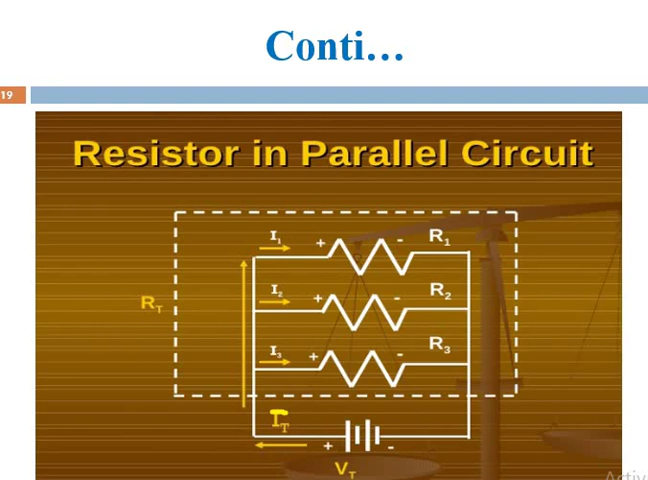 Conti…
19
Resistor in Parallel Circuit
I₁ + - R₁
I₂ + - R₂
R_T
I₃ + - R₃
I_T
+ -
V_T